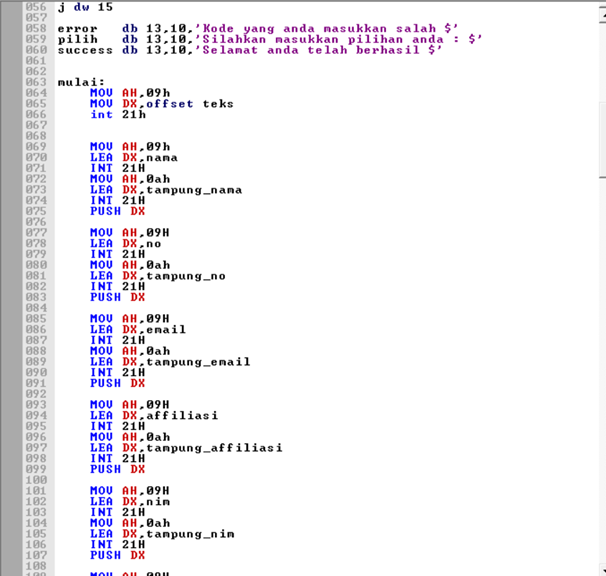 056 j dw 15
057
058 error   db 13,10,'Kode yang anda masukkan salah $'
059 pilih   db 13,10,'Silahkan masukkan pilihan anda : $'
060 success db 13,10,'Selamat anda telah berhasil $'
061
062
063 mulai:
064     MOV AH,09h
065     MOV DX,offset teks
066     int 21h
067
068
069     MOV AH,09h
070     LEA DX,nama
071     INT 21H
072     MOV AH,0ah
073     LEA DX,tampung_nama
074     INT 21H
075     PUSH DX
076
077     MOV AH,09H
078     LEA DX,no
079     INT 21H
080     MOV AH,0ah
081     LEA DX,tampung_no
082     INT 21H
083     PUSH DX
084
085     MOV AH,09H
086     LEA DX,email
087     INT 21H
088     MOV AH,0ah
089     LEA DX,tampung_email
090     INT 21H
091     PUSH DX
092
093     MOV AH,09H
094     LEA DX,affiliasi
095     INT 21H
096     MOV AH,0ah
097     LEA DX,tampung_affiliasi
098     INT 21H
099     PUSH DX
100
101     MOV AH,09H
102     LEA DX,nim
103     INT 21H
104     MOV AH,0ah
105     LEA DX,tampung_nim
106     INT 21H
107     PUSH DX
108